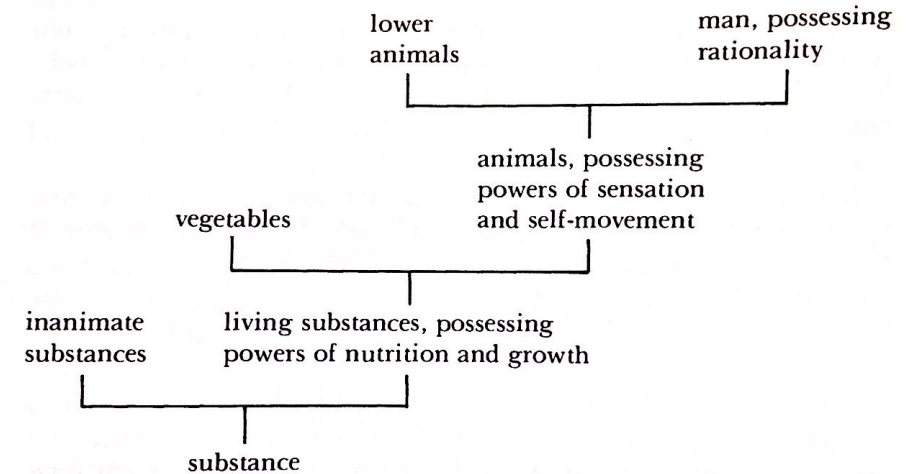 lower
animals
man, possessing
rationality
animals, possessing
powers of sensation
and self-movement
vegetables
inanimate
substances
living substances, possessing
powers of nutrition and growth
substance